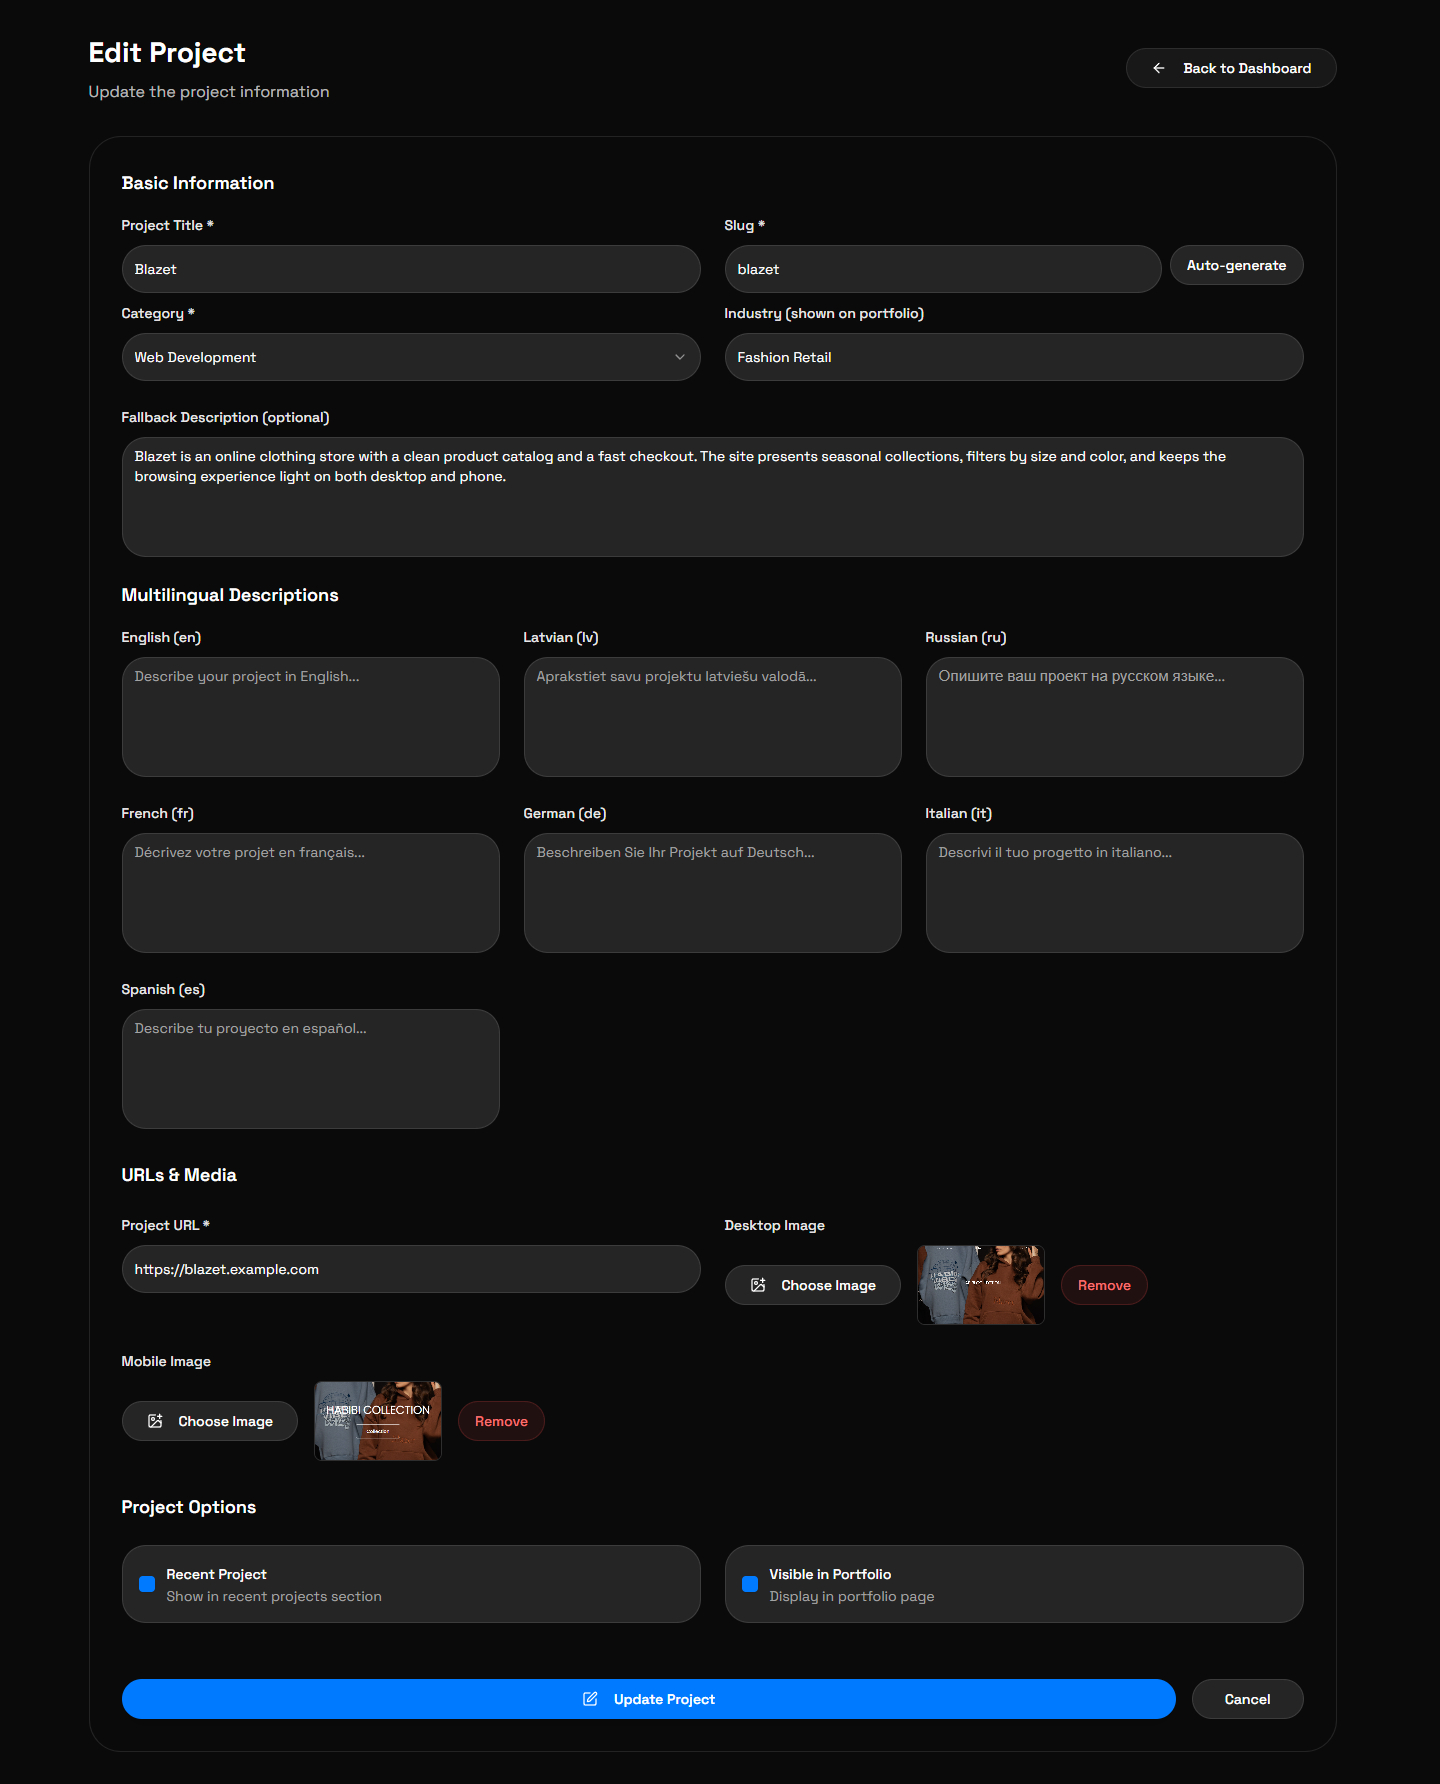 Edit Project
Update the project information
Back to Dashboard
Basic Information
Project Title *
Slug *
Blazet
blazet
Auto-generate
Category *
Industry (shown on portfolio)
Web Development
Fashion Retail
Fallback Description (optional)
Blazet is an online clothing store with a clean product catalog and a fast checkout. The site presents seasonal collections, filters by size and color, and keeps the
browsing experience light on both desktop and phone.
Multilingual Descriptions
English (en)
Latvian (lv)
Russian (ru)
Describe your project in English...
Aprakstiet savu projektu latviešu valodā...
Опишите ваш проект на русском языке...
French (fr)
German (de)
Italian (it)
Décrivez votre projet en français...
Beschreiben Sie Ihr Projekt auf Deutsch...
Descrivi il tuo progetto in italiano...
Spanish (es)
Describe tu proyecto en español...
URLs & Media
Project URL *
Desktop Image
https://blazet.example.com
Choose Image
Remove
Mobile Image
Choose Image
HABIBI COLLECTION
Collection
Remove
Project Options
Recent Project
Show in recent projects section
Visible in Portfolio
Display in portfolio page
Update Project
Cancel